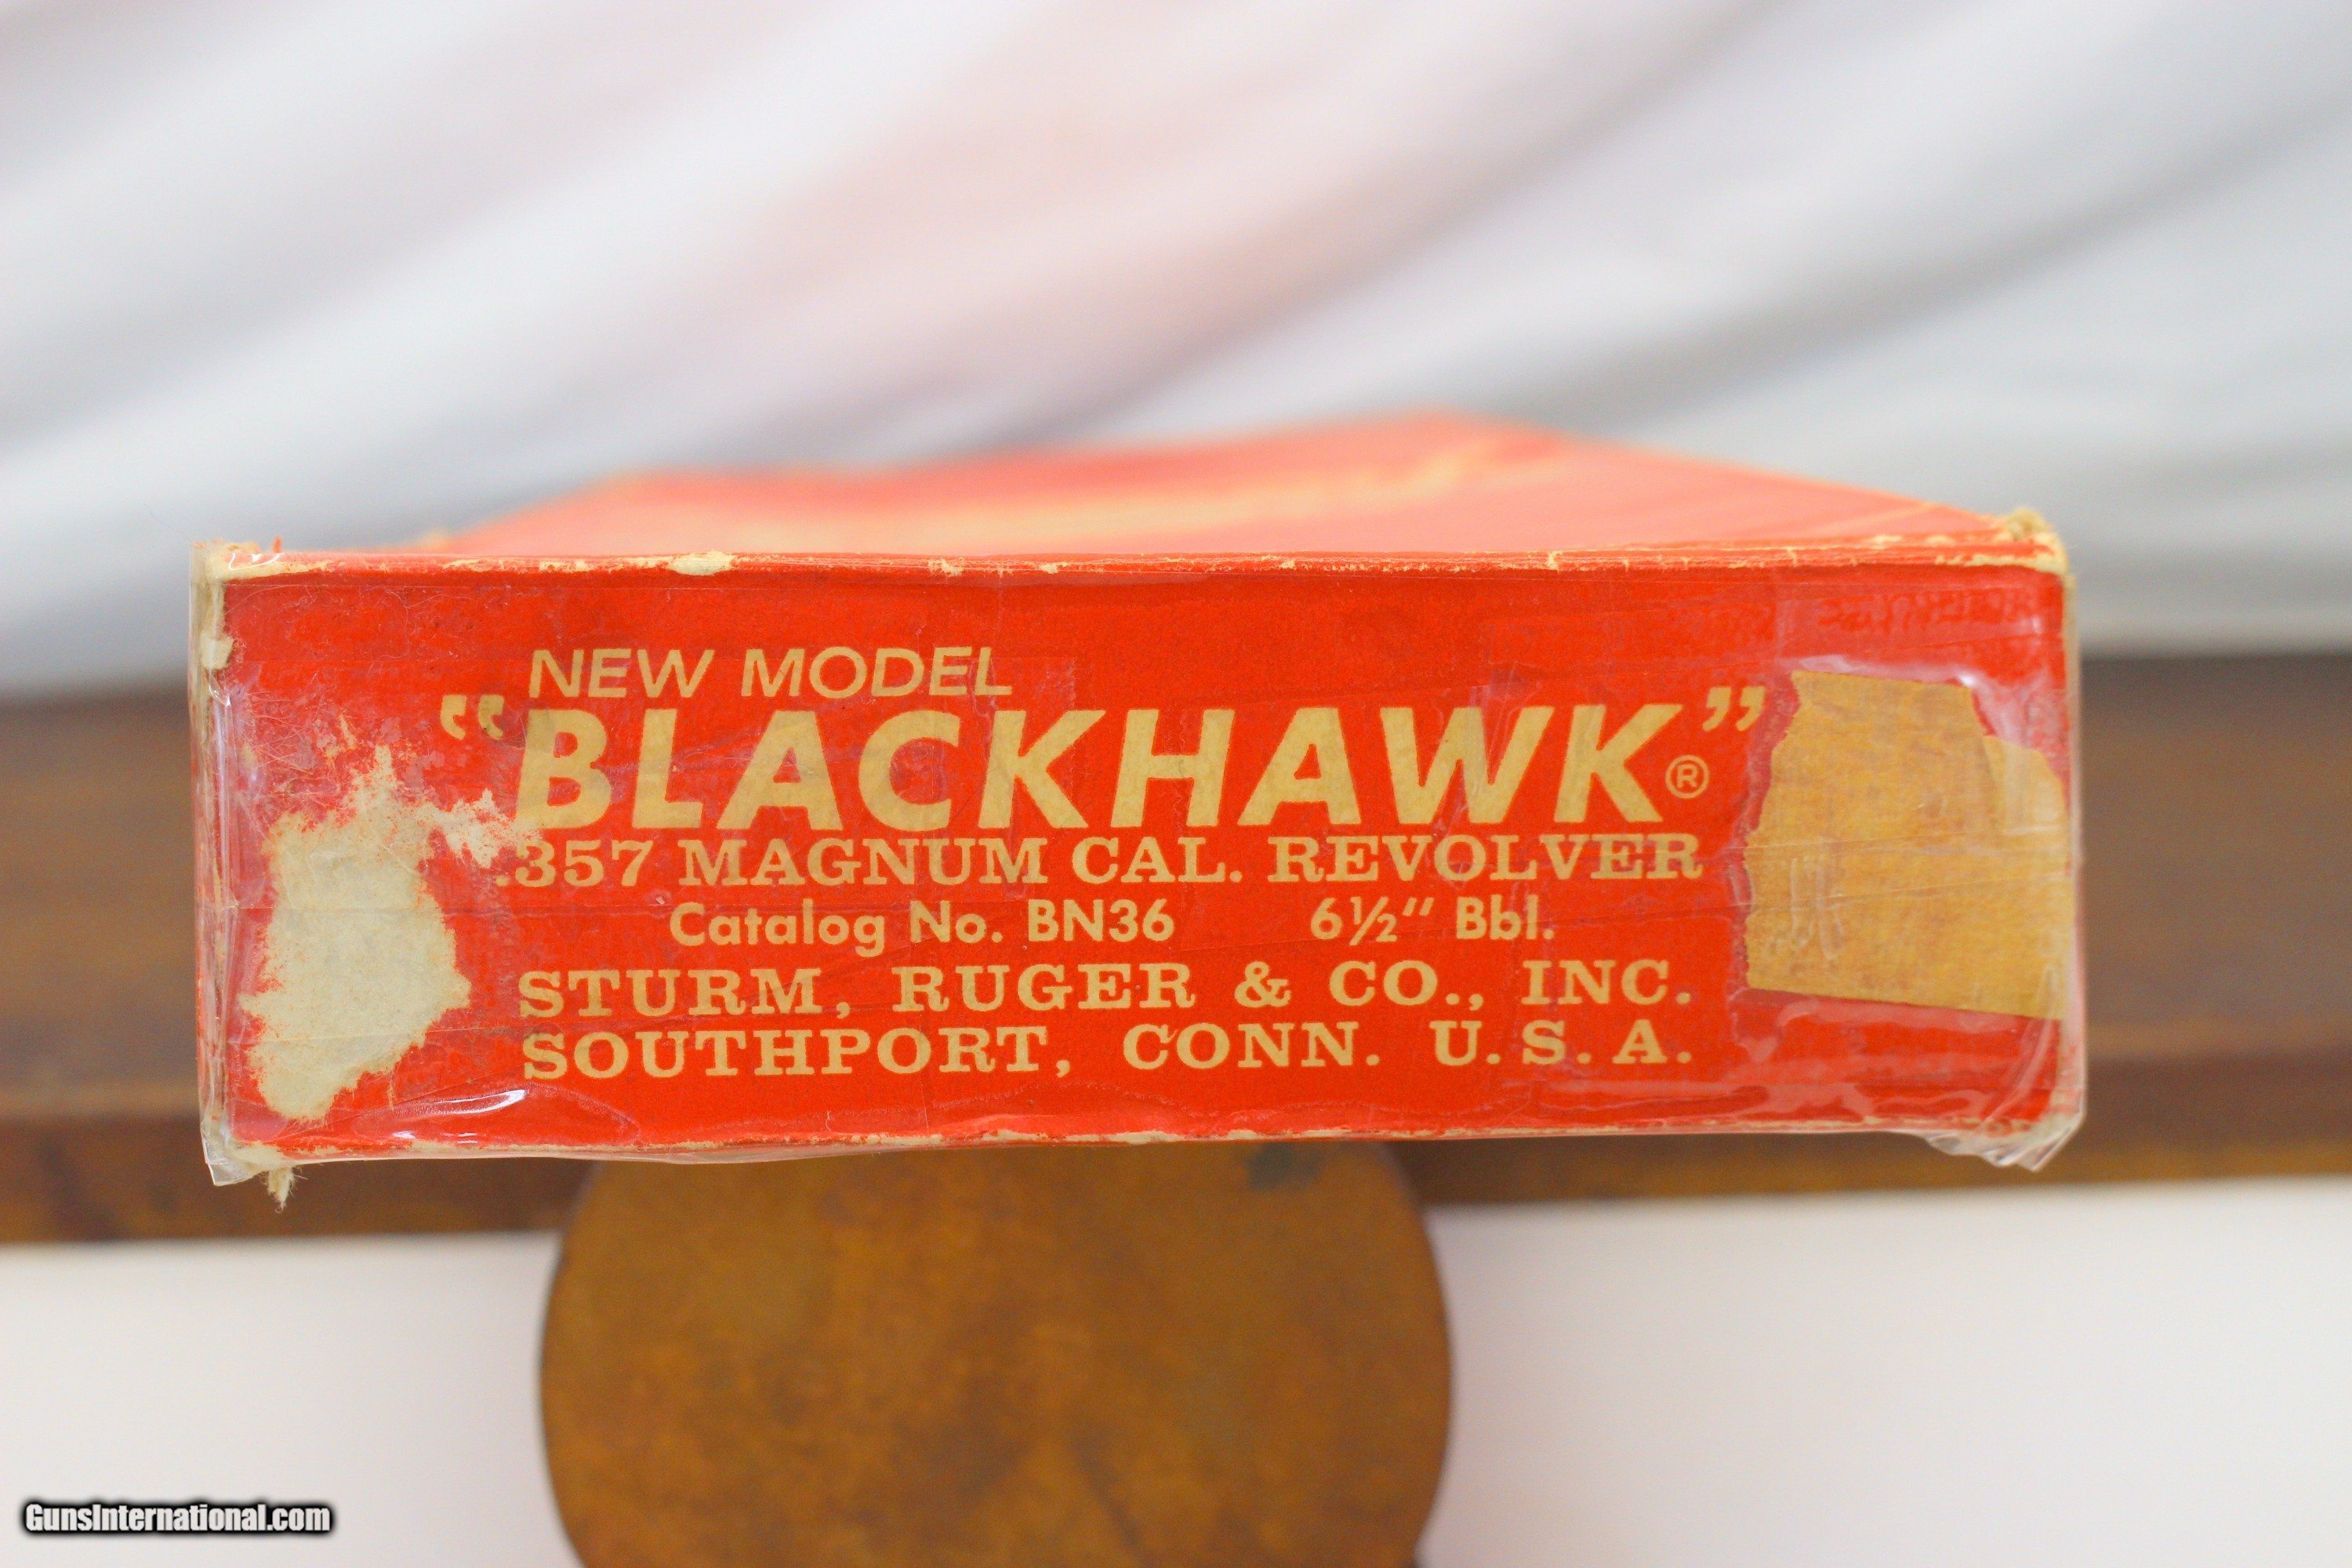 NEW MODEL
“BLACKHAWK”®
.357 MAGNUM CAL. REVOLVER
Catalog No. BN36 6½″ Bbl.
STURM, RUGER & CO., INC.
SOUTHPORT, CONN. U.S.A.
GunsInternational.com